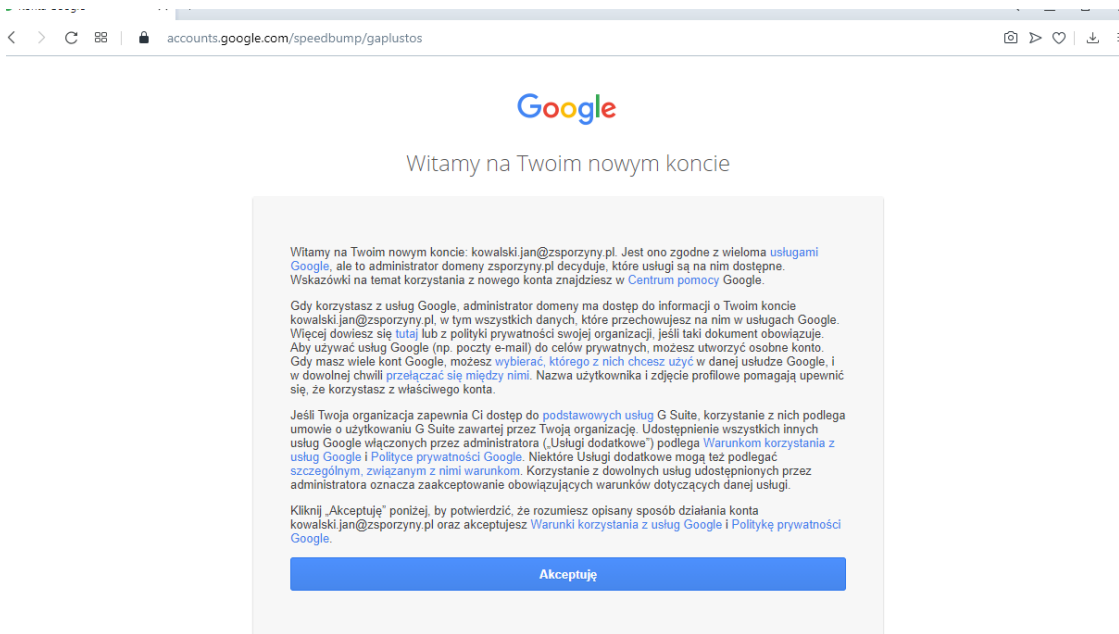 accounts.google.com/speedbump/gaplustos
Google
Witamy na Twoim nowym koncie
Witamy na Twoim nowym koncie: kowalski.jan@zsporzyny.pl. Jest ono zgodne z wieloma usługami
Google, ale to administrator domeny zsporzyny.pl decyduje, które usługi są na nim dostępne.
Wskazówki na temat korzystania z nowego konta znajdziesz w Centrum pomocy Google.
Gdy korzystasz z usług Google, administrator domeny ma dostęp do informacji o Twoim koncie
kowalski.jan@zsporzyny.pl, w tym wszystkich danych, które przechowujesz na nim w usługach Google.
Więcej dowiesz się tutaj lub z polityki prywatności swojej organizacji, jeśli taki dokument obowiązuje.
Aby używać usług Google (np. poczty e-mail) do celów prywatnych, możesz utworzyć osobne konto.
Gdy masz wiele kont Google, możesz wybierać, którego z nich chcesz użyć w danej usłudze Google, i
w dowolnej chwili przełączać się między nimi. Nazwa użytkownika i zdjęcie profilowe pomagają upewnić
się, że korzystasz z właściwego konta.
Jeśli Twoja organizacja zapewnia Ci dostęp do podstawowych usług G Suite, korzystanie z nich podlega
umowie o użytkowaniu G Suite zawartej przez Twoją organizację. Udostępnienie wszystkich innych
usług Google włączonych przez administratora („Usługi dodatkowe”) podlega Warunkom korzystania z
usług Google i Polityce prywatności Google. Niektóre Usługi dodatkowe mogą też podlegać
szczególnym, związanym z nimi warunkom. Korzystanie z dowolnych usług udostępnionych przez
administratora oznacza zaakceptowanie obowiązujących warunków dotyczących danej usługi.
Kliknij „Akceptuję” poniżej, by potwierdzić, że rozumiesz opisany sposób działania konta
kowalski.jan@zsporzyny.pl oraz akceptujesz Warunki korzystania z usług Google i Politykę prywatności
Google.
Akceptuję